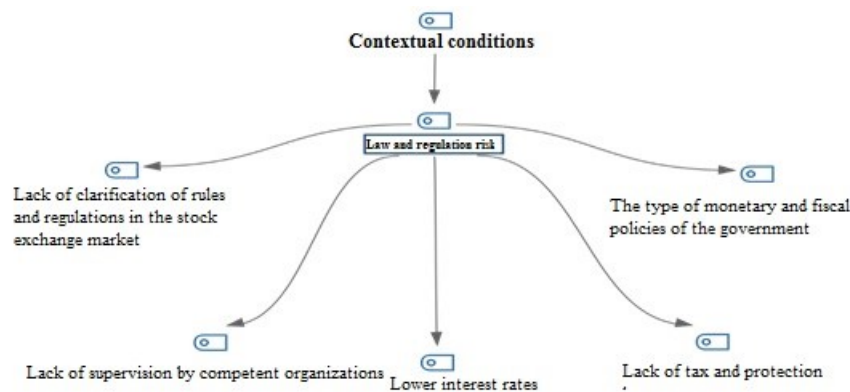 Contextual conditions
Law and regulation risk
Lack of clarification of rules
and regulations in the stock
exchange market
The type of monetary and fiscal
policies of the government
Lack of supervision by competent organizations
Lower interest rates
Lack of tax and protection